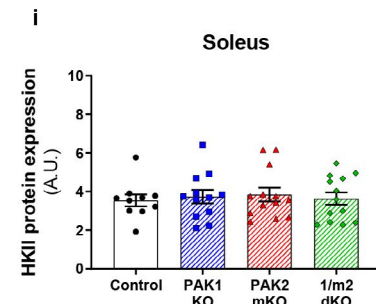 i
Soleus
HKII protein expression
(A.U.)
10
8
6
4
2
0
Control
PAK1
KO
PAK2
mKO
1/m2
dKO